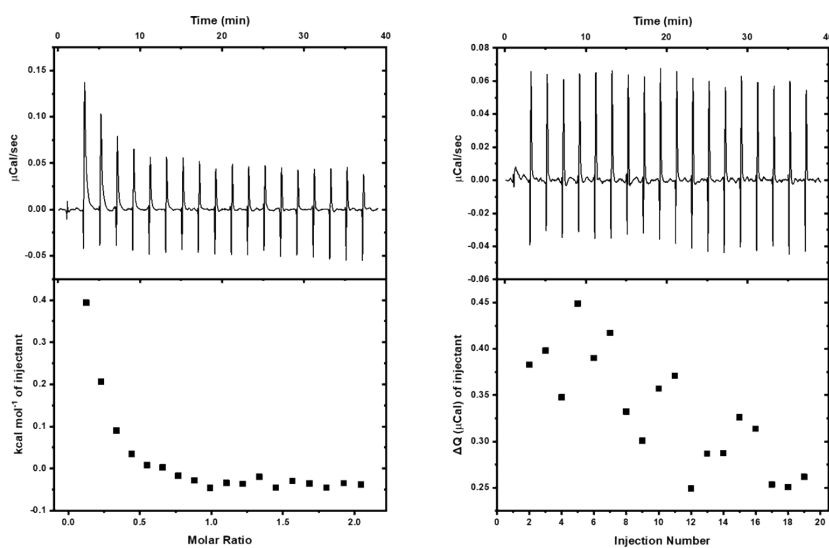 Time (min)
0 10 20 30 40
0.15
0.10
0.05
0.00
-0.05
μCal/sec
0.4
0.3
0.2
0.1
0.0
-0.1
kcal mol⁻¹ of injectant
0.0 0.5 1.0 1.5 2.0
Molar Ratio
Time (min)
0 10 20 30 40
0.08
0.06
0.04
0.02
0.00
-0.02
-0.04
-0.06
μCal/sec
0.45
0.40
0.35
0.30
0.25
ΔQ (μCal) of injectant
0 2 4 6 8 10 12 14 16 18 20
Injection Number